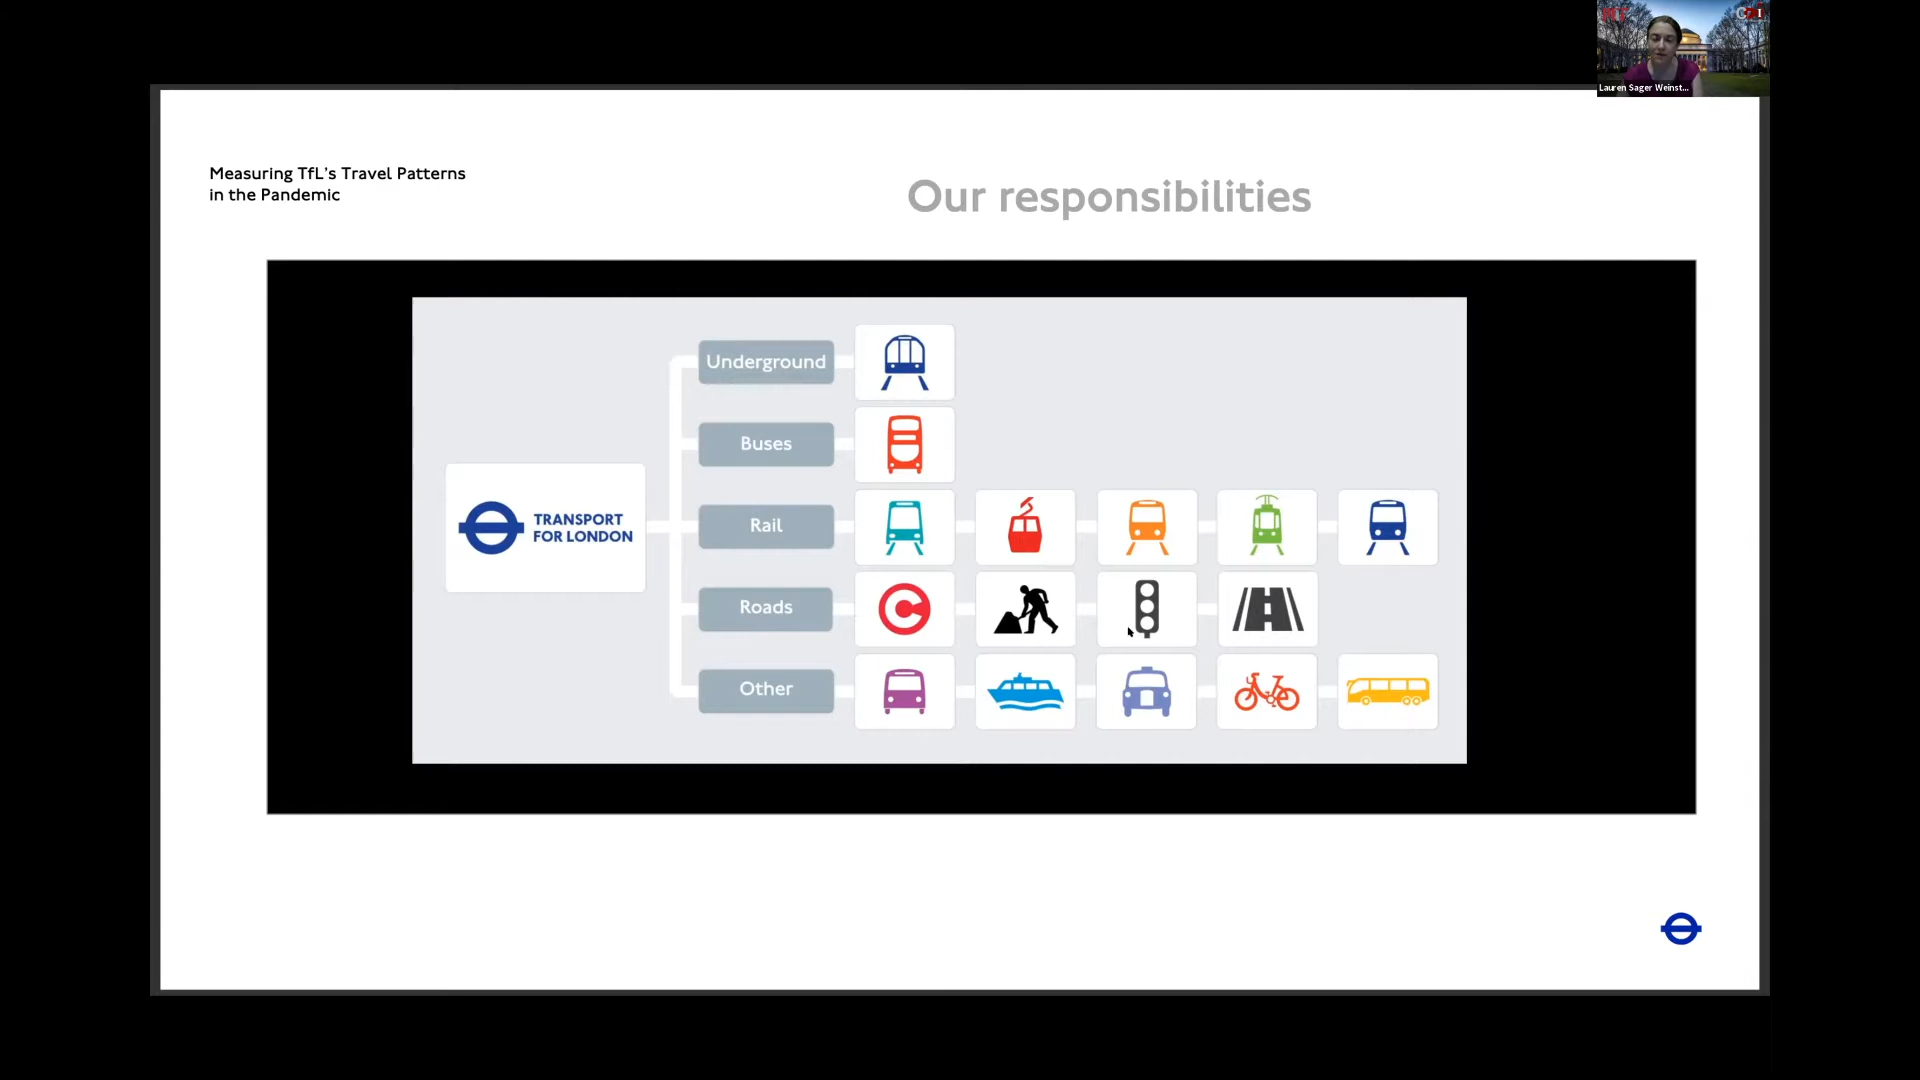 Lauren Sager Weinst...
Measuring TfL's Travel Patterns
in the Pandemic
Our responsibilities
Underground
Buses
TRANSPORT
FOR LONDON
Rail
Roads
Other